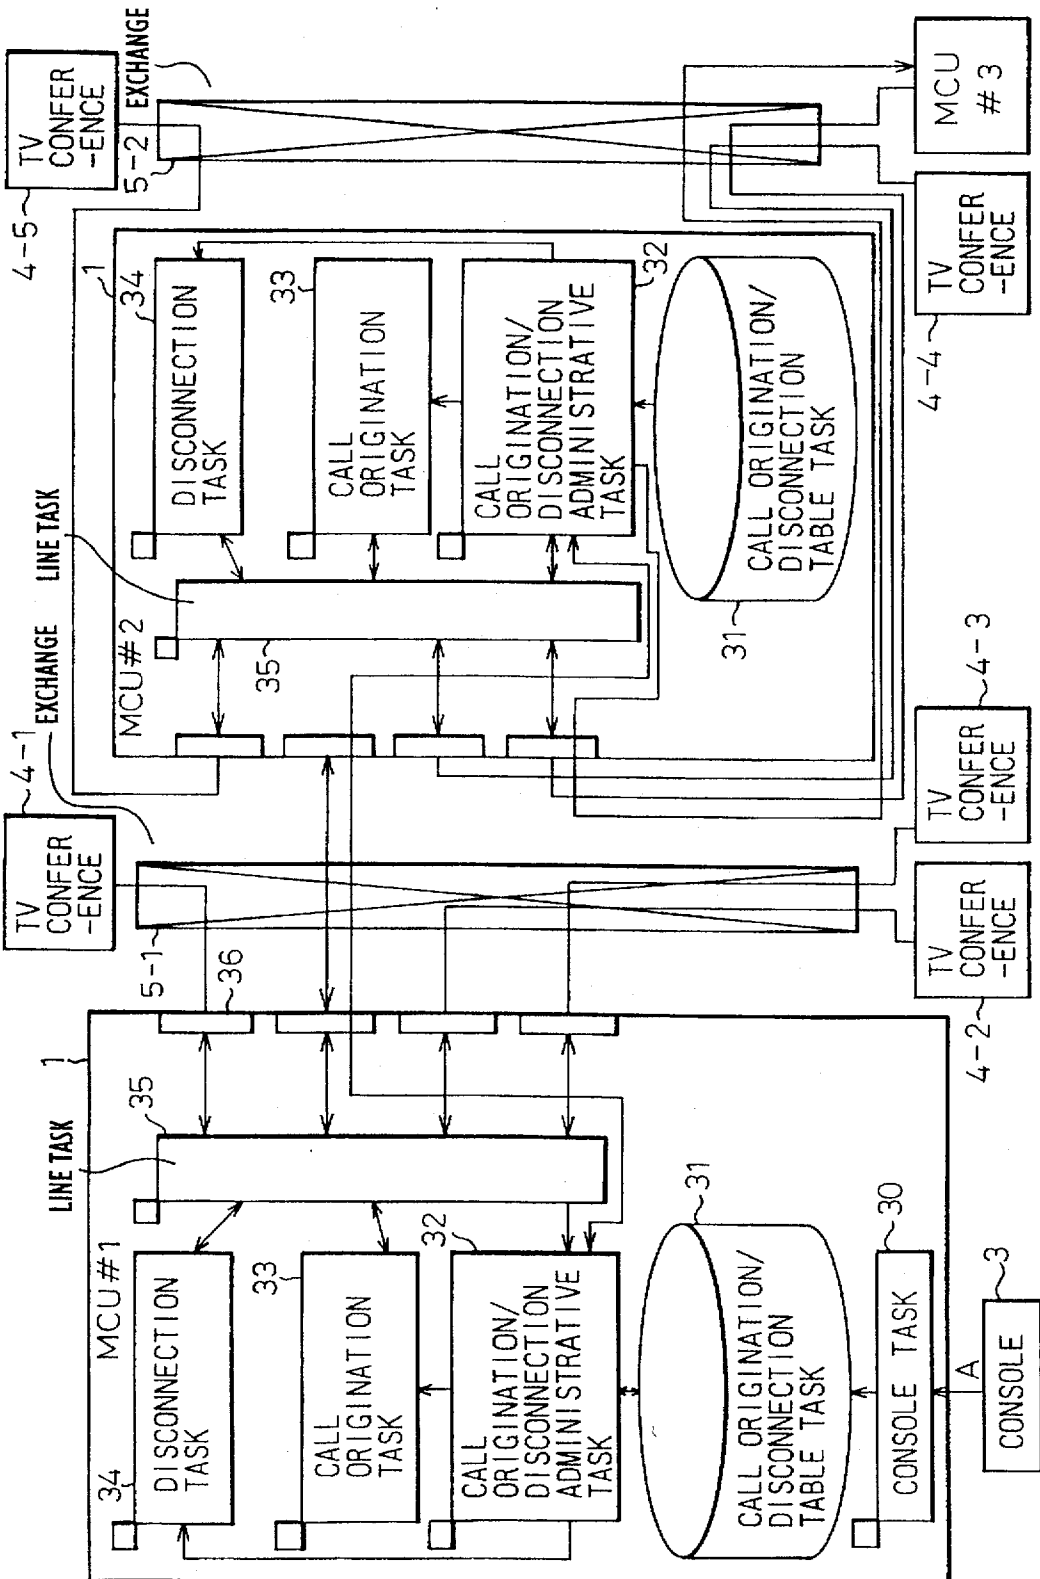 MCU#1
1
LINE TASK
35
34
DISCONNECTION
TASK
33
CALL
ORIGINATION
TASK
32
CALL
ORIGINATION/
DISCONNECTION
ADMINISTRATIVE
TASK
31
CALL ORIGINATION/
DISCONNECTION
TABLE TASK
30
CONSOLE TASK
A
3
CONSOLE
36
5-1
EXCHANGE
4-1
TV
CONFER
-ENCE
4-2
TV
CONFER
-ENCE
4-3
TV
CONFER
-ENCE
MCU#2
1
LINE TASK
35
34
DISCONNECTION
TASK
33
CALL
ORIGINATION
TASK
32
CALL
ORIGINATION/
DISCONNECTION
ADMINISTRATIVE
TASK
31
CALL ORIGINATION/
DISCONNECTION
TABLE TASK
5-2
EXCHANGE
4-5
TV
CONFER
-ENCE
4-4
TV
CONFER
-ENCE
MCU
#3